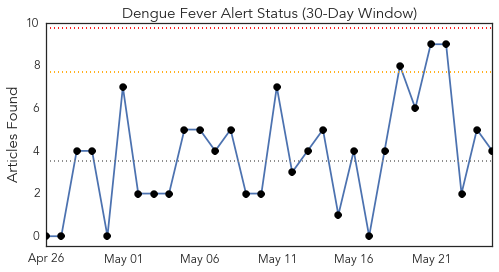 Dengue Fever Alert Status (30-Day Window)
Articles Found
10
8
6
4
2
0
Apr 26
May 01
May 06
May 11
May 16
May 21